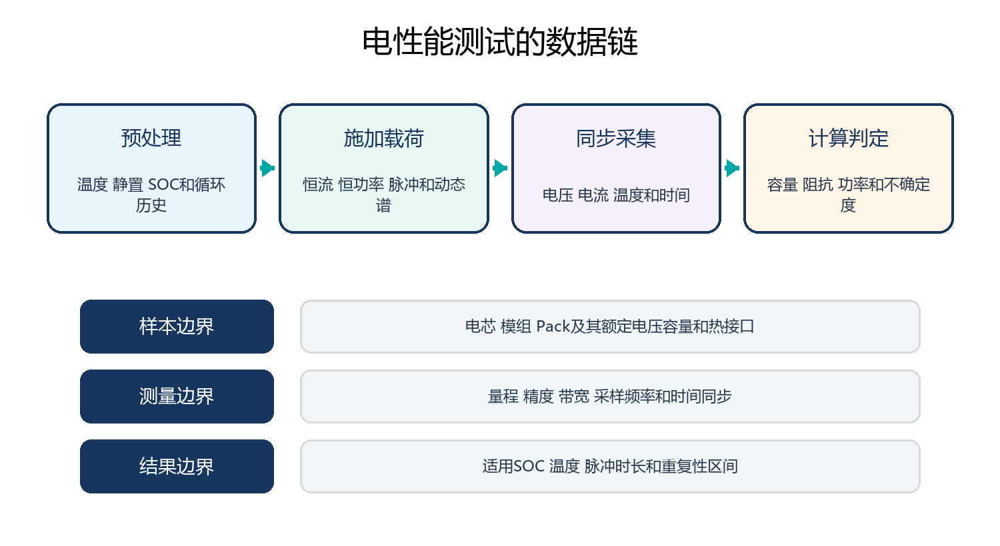 电性能测试的数据链
预处理
温度 静置 SOC和循环
历史
施加载荷
恒流 恒功率 脉冲和动态
谱
同步采集
电压 电流 温度和时间
计算判定
容量 阻抗 功率和不确定
度
样本边界
电芯 模组 Pack及其额定电压容量和热接口
测量边界
量程 精度 带宽 采样频率和时间同步
结果边界
适用SOC 温度 脉冲时长和重复性区间